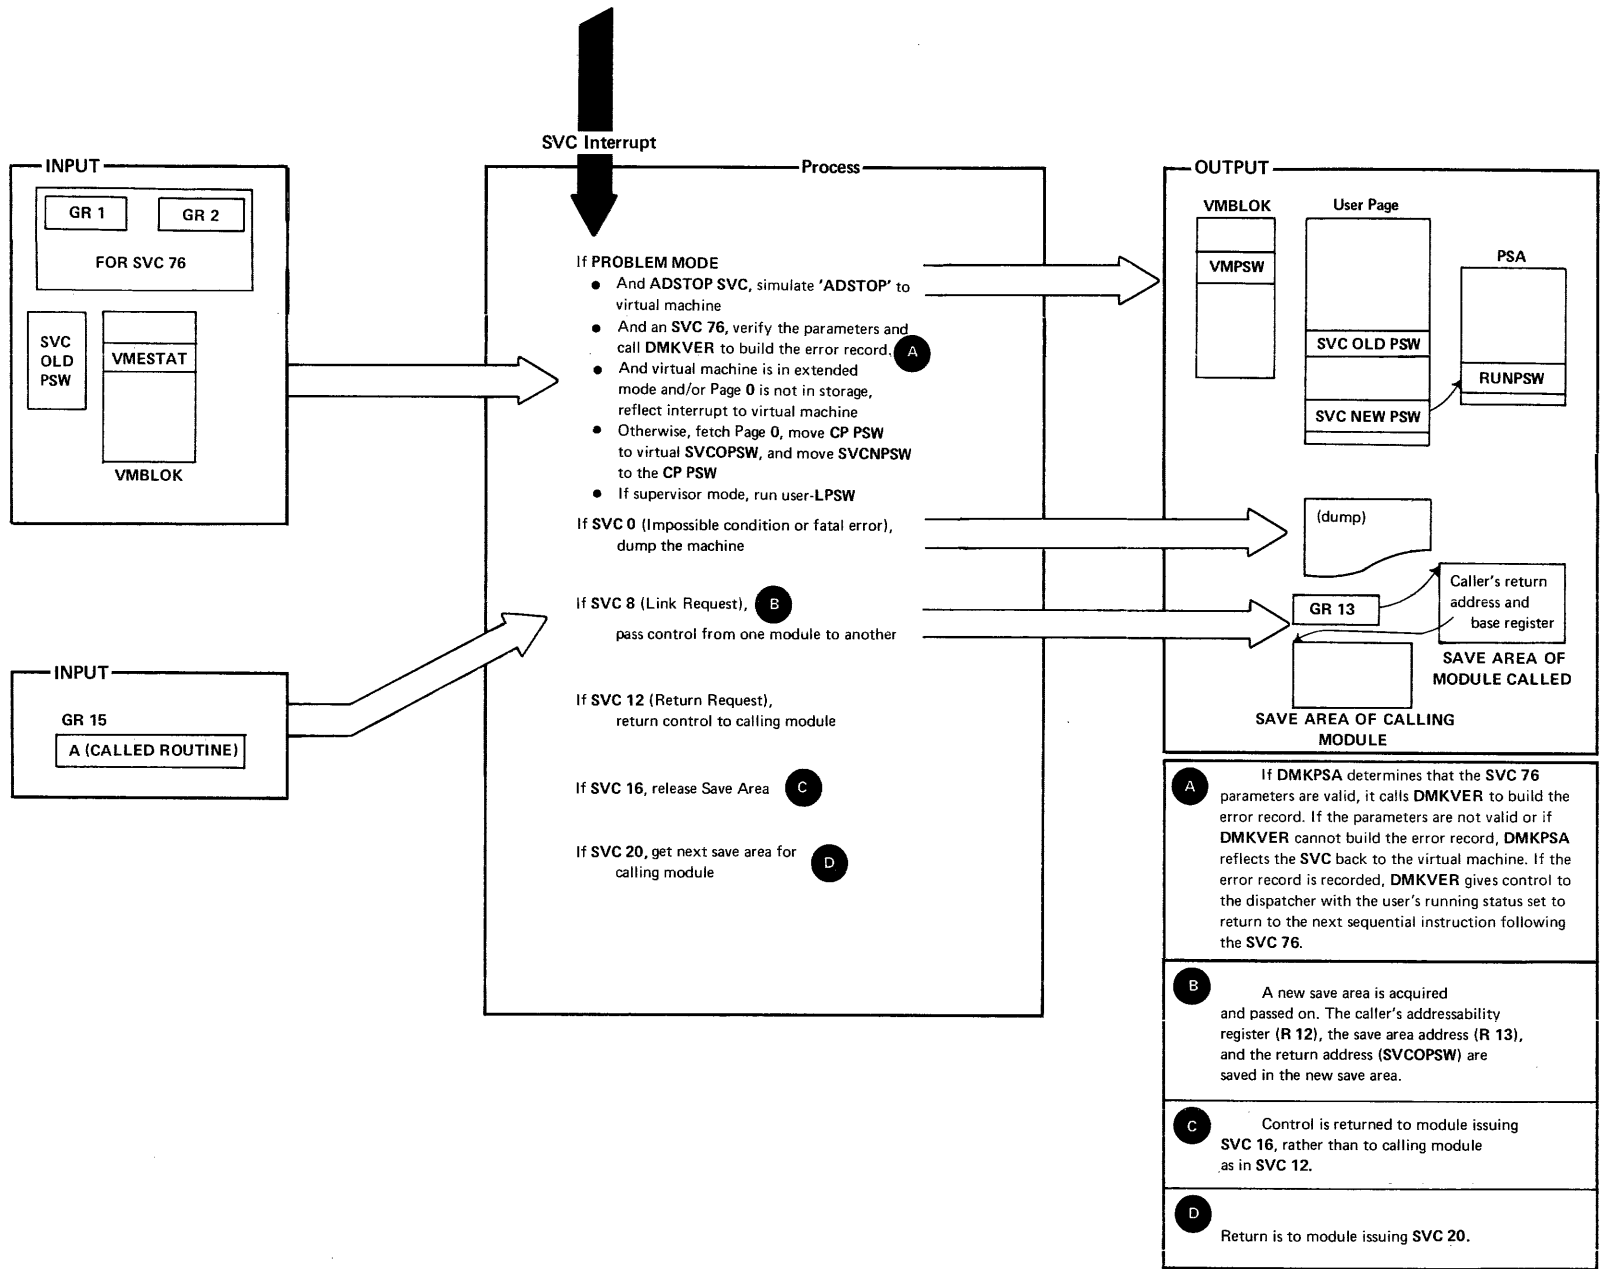 SVC Interrupt
INPUT
GR 1
GR 2
FOR SVC 76
SVC
OLD
PSW
VMESTAT
VMBLOK
INPUT
GR 15
A (CALLED ROUTINE)
Process
If PROBLEM MODE
● And ADSTOP SVC, simulate 'ADSTOP' to
virtual machine
● And an SVC 76, verify the parameters and
call DMKVER to build the error record.
A
● And virtual machine is in extended
mode and/or Page 0 is not in storage,
reflect interrupt to virtual machine
● Otherwise, fetch Page 0, move CP PSW
to virtual SVCOPSW, and move SVCNPSW
to the CP PSW
● If supervisor mode, run user-LPSW
If SVC 0 (Impossible condition or fatal error),
dump the machine
If SVC 8 (Link Request),
B
pass control from one module to another
If SVC 12 (Return Request),
return control to calling module
If SVC 16, release Save Area
C
If SVC 20, get next save area for
calling module
D
OUTPUT
VMBLOK
VMPSW
User Page
SVC OLD PSW
SVC NEW PSW
PSA
RUNPSW
(dump)
GR 13
Caller's return
address and
base register
SAVE AREA OF
MODULE CALLED
SAVE AREA OF CALLING
MODULE
A
If DMKPSA determines that the SVC 76
parameters are valid, it calls DMKVER to build the
error record. If the parameters are not valid or if
DMKVER cannot build the error record, DMKPSA
reflects the SVC back to the virtual machine. If the
error record is recorded, DMKVER gives control to
the dispatcher with the user's running status set to
return to the next sequential instruction following
the SVC 76.
B
A new save area is acquired
and passed on. The caller's addressability
register (R 12), the save area address (R 13),
and the return address (SVCOPSW) are
saved in the new save area.
C
Control is returned to module issuing
SVC 16, rather than to calling module
as in SVC 12.
D
Return is to module issuing SVC 20.